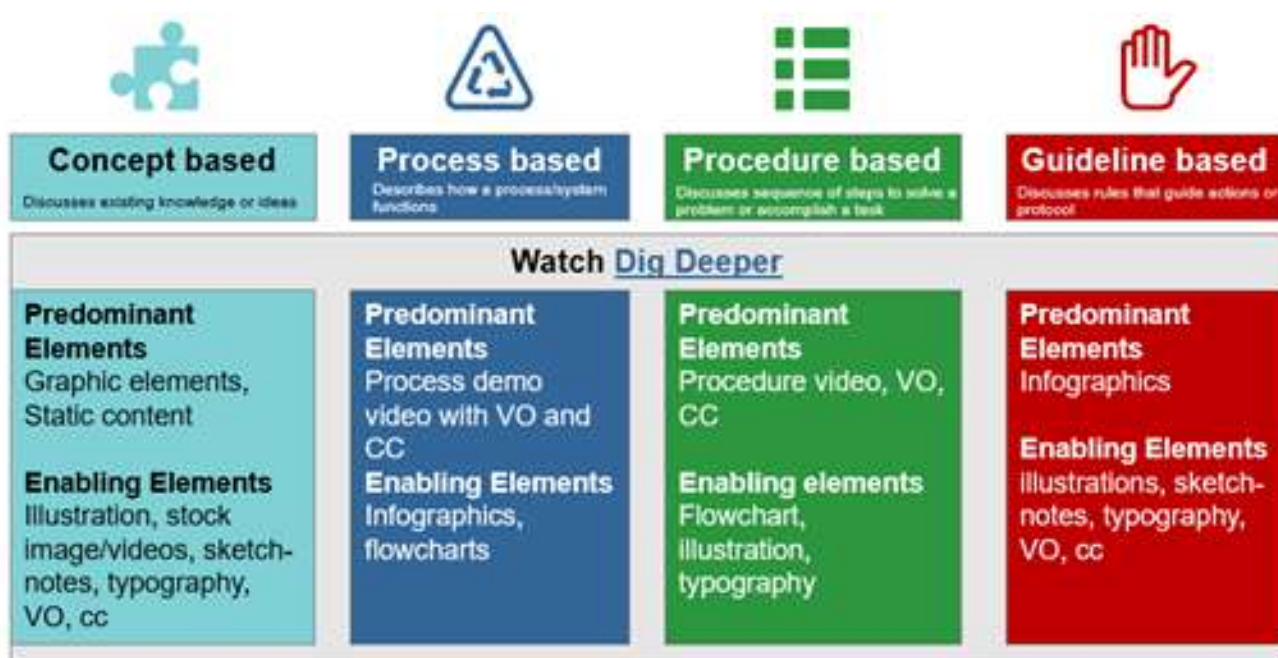 Concept based
Discusses existing knowledge or ideas
Process based
Describes how a process/system
functions
Procedure based
Discusses sequence of steps to solve a
problem or accomplish a task
Guideline based
Discusses rules that guide actions or
protocol
Watch Dig Deeper
Predominant
Elements
Graphic elements,
Static content
Enabling Elements
Illustration, stock
image/videos, sketch-
notes, typography,
VO, cc
Predominant
Elements
Process demo
video with VO and
CC
Enabling Elements
Infographics,
flowcharts
Predominant
Elements
Procedure video, VO,
CC
Enabling elements
Flowchart,
illustration,
typography
Predominant
Elements
Infographics
Enabling Elements
illustrations, sketch-
notes, typography,
VO, cc